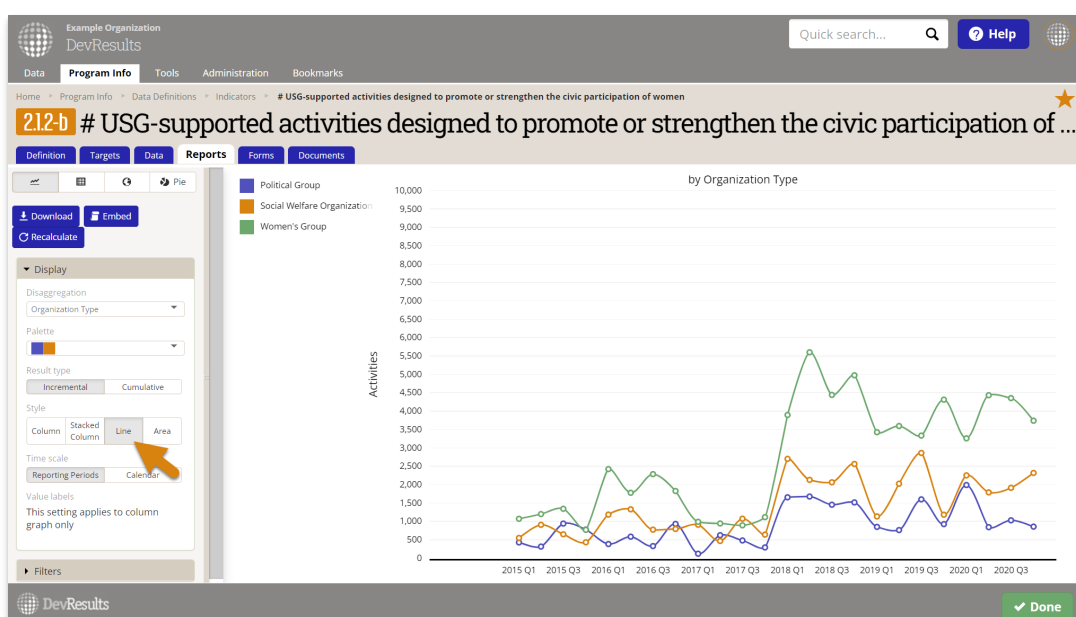 Example Organization
DevResults
Quick search...
Help
Data Program Info Tools Administration Bookmarks
Home Program Info Data Definitions Indicators # USG-supported activities designed to promote or strengthen the civic participation of women
2.1.2-b # USG-supported activities designed to promote or strengthen the civic participation of ...
Definition Targets Data Reports Forms Documents
Pie
Download Embed
Recalculate
Display
Disaggregation
Organization Type
Palette
Result type
Incremental Cumulative
Style
Column Stacked Column Line Area
Time scale
Reporting Periods Calendar
Value labels
This setting applies to column
graph only
Filters
Political Group
Social Welfare Organization
Women's Group
by Organization Type
Activities
10,000
9,500
9,000
8,500
8,000
7,500
7,000
6,500
6,000
5,500
5,000
4,500
4,000
3,500
3,000
2,500
2,000
1,500
1,000
500
0
2015 Q1 2015 Q3 2016 Q1 2016 Q3 2017 Q1 2017 Q3 2018 Q1 2018 Q3 2019 Q1 2019 Q3 2020 Q1 2020 Q3
DevResults
Done